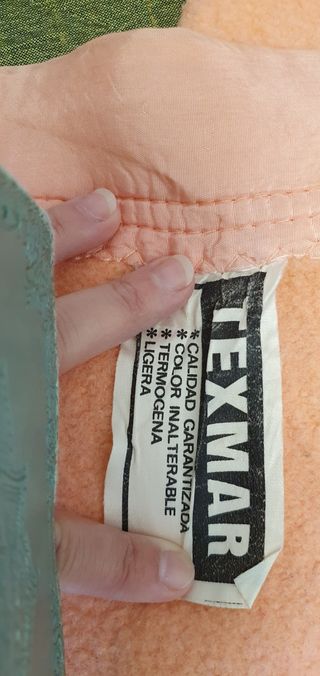 TEXMAR
*CALIDAD GARANTIZADA
*COLOR INALTERABLE
*TERMOGENA
*LIGERA